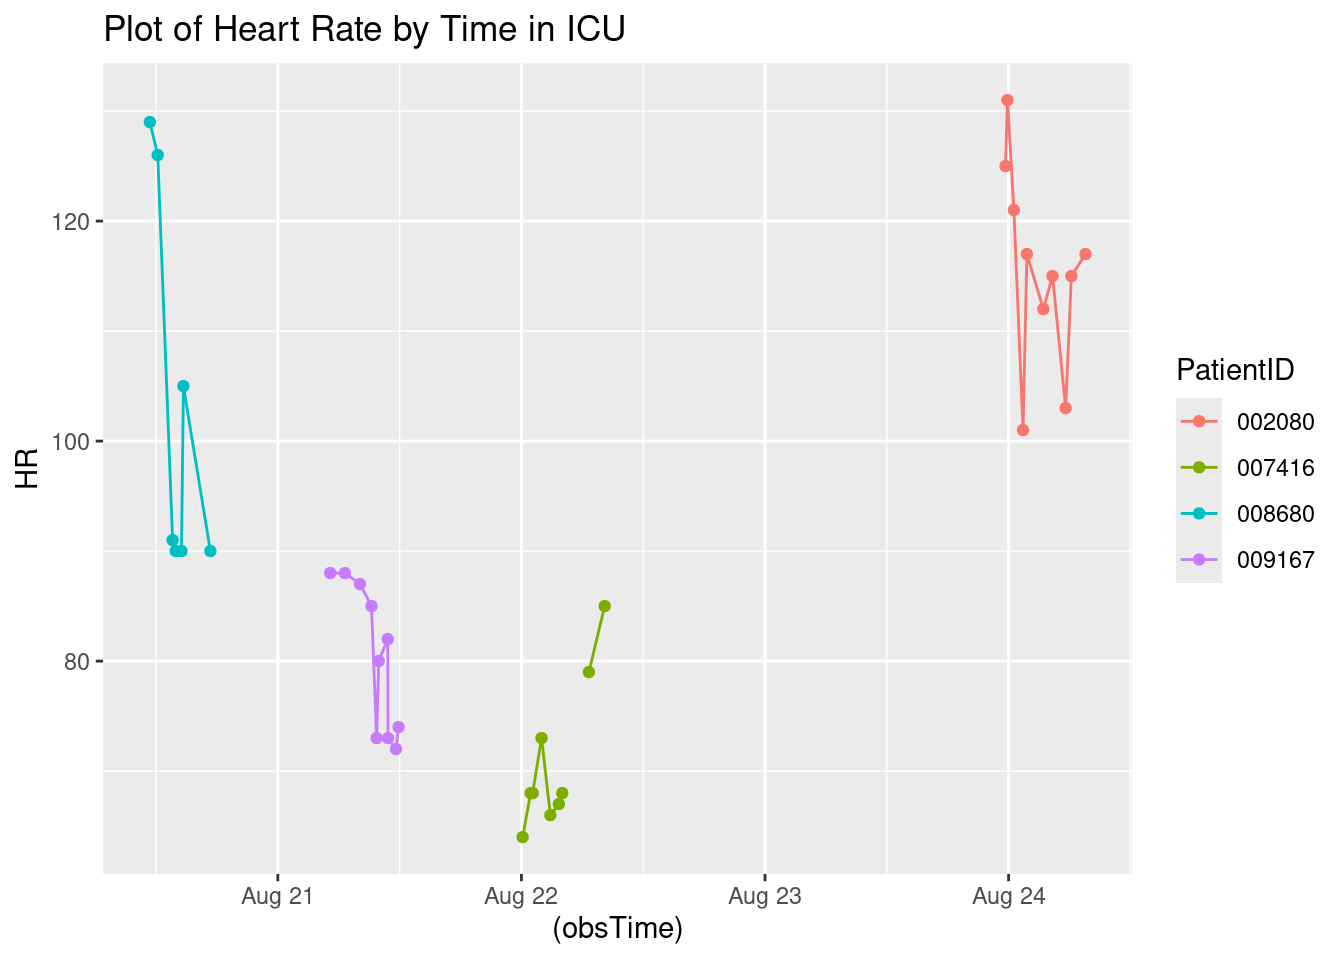 Plot of Heart Rate by Time in ICU
120
100
80
HR
Aug 21 Aug 22 Aug 23 Aug 24
(obsTime)
PatientID
002080
007416
008680
009167